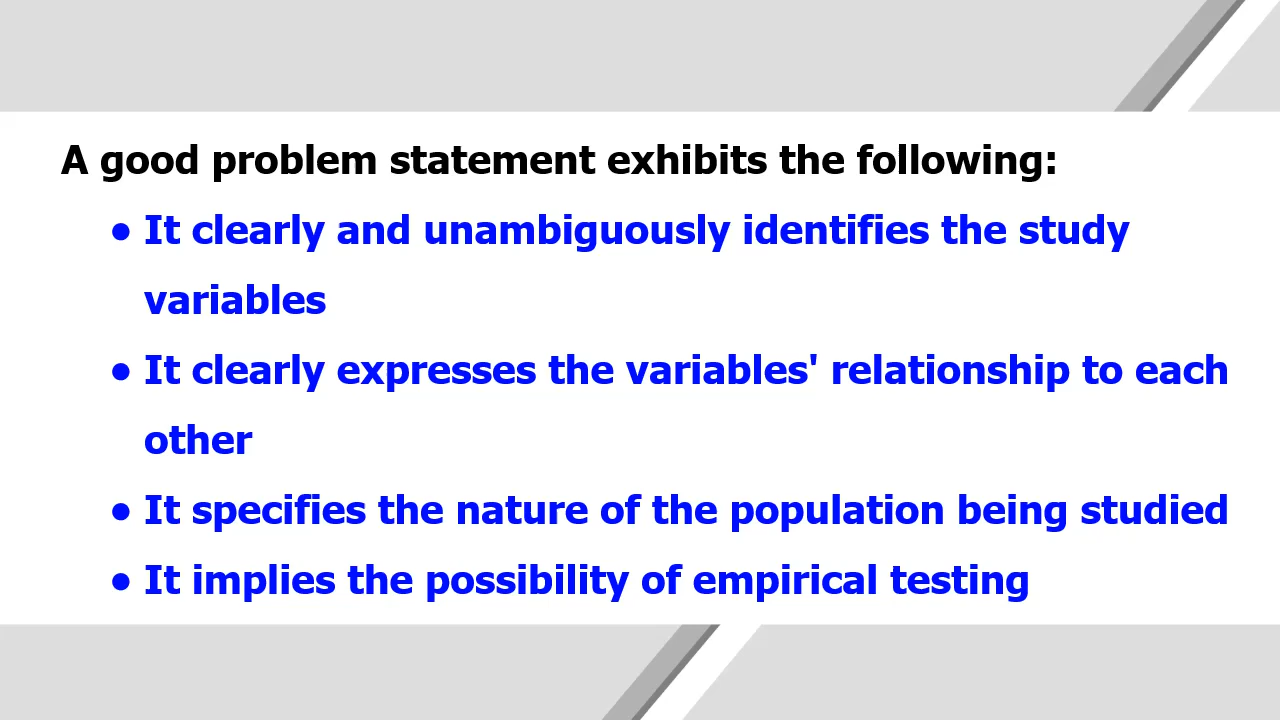 A good problem statement exhibits the following:
● It clearly and unambiguously identifies the study
variables
● It clearly expresses the variables' relationship to each
other
● It specifies the nature of the population being studied
● It implies the possibility of empirical testing